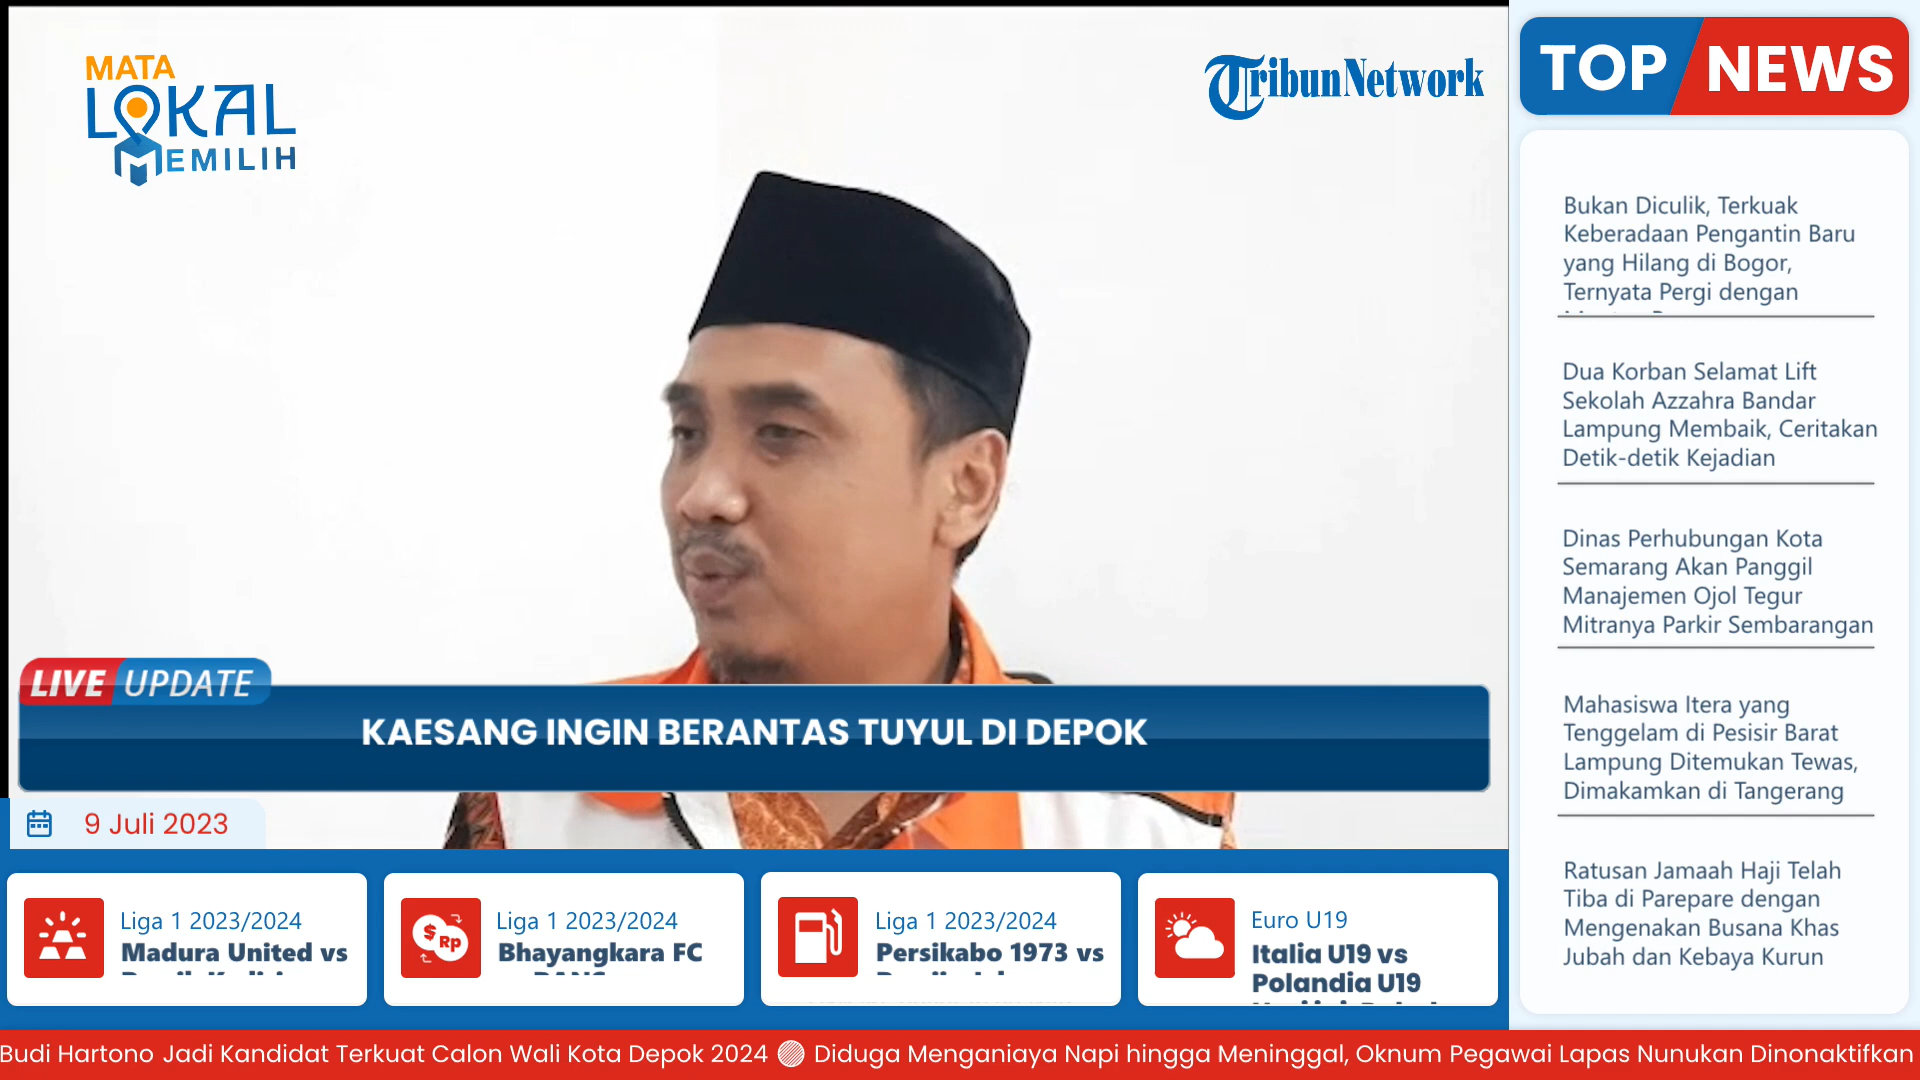 MATA
LOKAL
MEMILIH
TribunNetwork
TOP NEWS
Bukan Diculik, Terkuak
Keberadaan Pengantin Baru
yang Hilang di Bogor,
Ternyata Pergi dengan
Dua Korban Selamat Lift
Sekolah Azzahra Bandar
Lampung Membaik, Ceritakan
Detik-detik Kejadian
Dinas Perhubungan Kota
Semarang Akan Panggil
Manajemen Ojol Tegur
Mitranya Parkir Sembarangan
Mahasiswa Itera yang
Tenggelam di Pesisir Barat
Lampung Ditemukan Tewas,
Dimakamkan di Tangerang
Ratusan Jamaah Haji Telah
Tiba di Parepare dengan
Mengenakan Busana Khas
Jubah dan Kebaya Kurun
LIVE UPDATE
KAESANG INGIN BERANTAS TUYUL DI DEPOK
9 Juli 2023
Liga 1 2023/2024
Madura United vs
$ Rp
Liga 1 2023/2024
Bhayangkara FC
Liga 1 2023/2024
Persikabo 1973 vs
Euro U19
Italia U19 vs
Polandia U19
Budi Hartono Jadi Kandidat Terkuat Calon Wali Kota Depok 2024 Diduga Menganiaya Napi hingga Meninggal, Oknum Pegawai Lapas Nunukan Dinonaktifkan